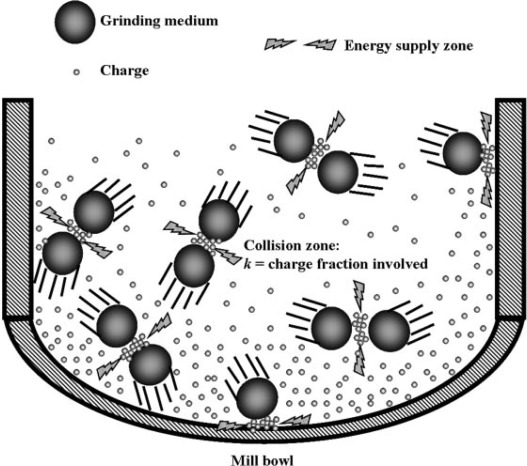 Grinding medium
Energy supply zone
Charge
Collision zone:
k = charge fraction involved
Mill bowl